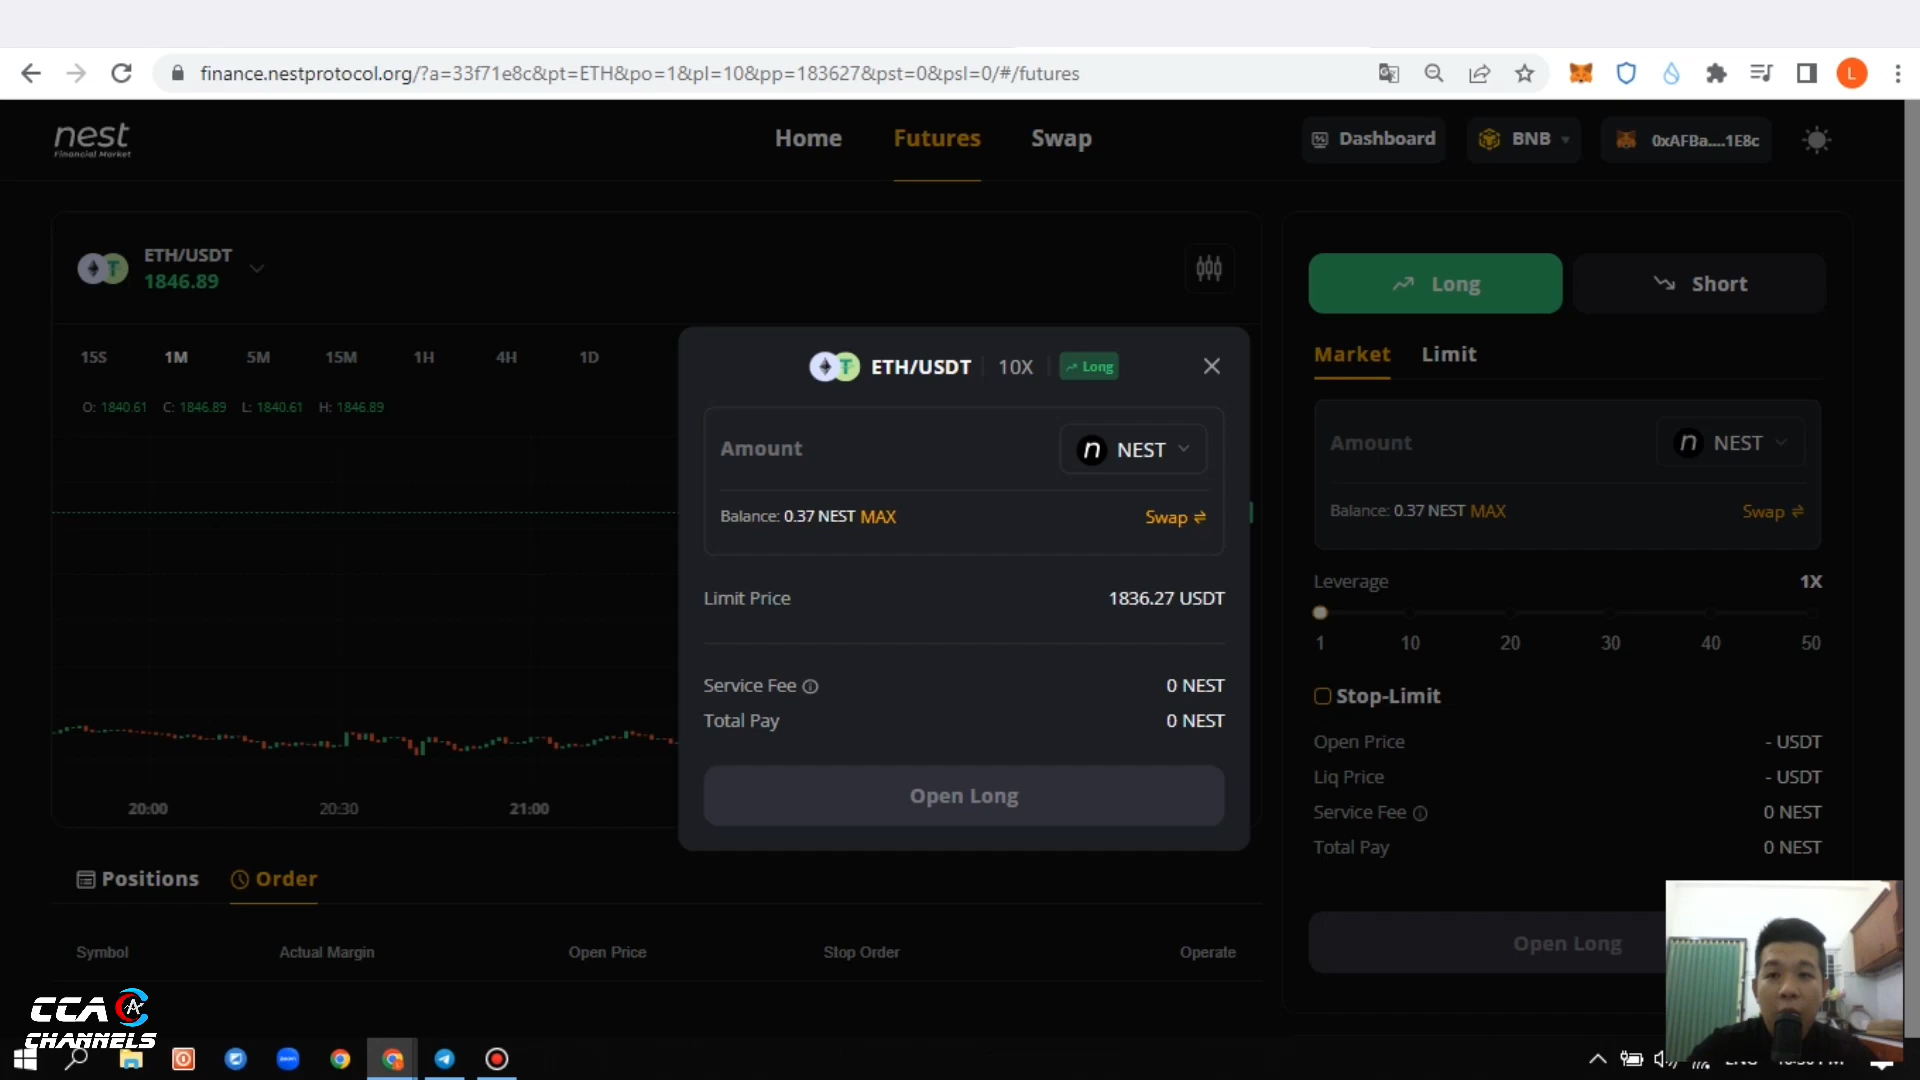 finance.nestprotocol.org/?a=33f71e8c&pt=ETH&po=1&pl=10&pp=183627&pst=0&psl=0/#/futures
L
nest
Financial Market
Home
Futures
Swap
Dashboard
BNB
0xAFBa....1E8c
ETH/USDT
1846.89
15S 1M 5M 15M 1H 4H 1D
O: 1840.61 C: 1846.89 L: 1840.61 H: 1846.89
20:00 20:30 21:00
ETH/USDT 10X Long
Amount
NEST
Balance: 0.37 NEST MAX
Swap
Limit Price 1836.27 USDT
Service Fee 0 NEST
Total Pay 0 NEST
Open Long
Long
Short
Market Limit
Amount
NEST
Balance: 0.37 NEST MAX
Swap
Leverage 1X
1 10 20 30 40 50
Stop-Limit
Open Price - USDT
Liq Price - USDT
Service Fee 0 NEST
Total Pay 0 NEST
Open Long
Positions
Order
Symbol Actual Margin Open Price Stop Order Operate
CCA
CHANNELS